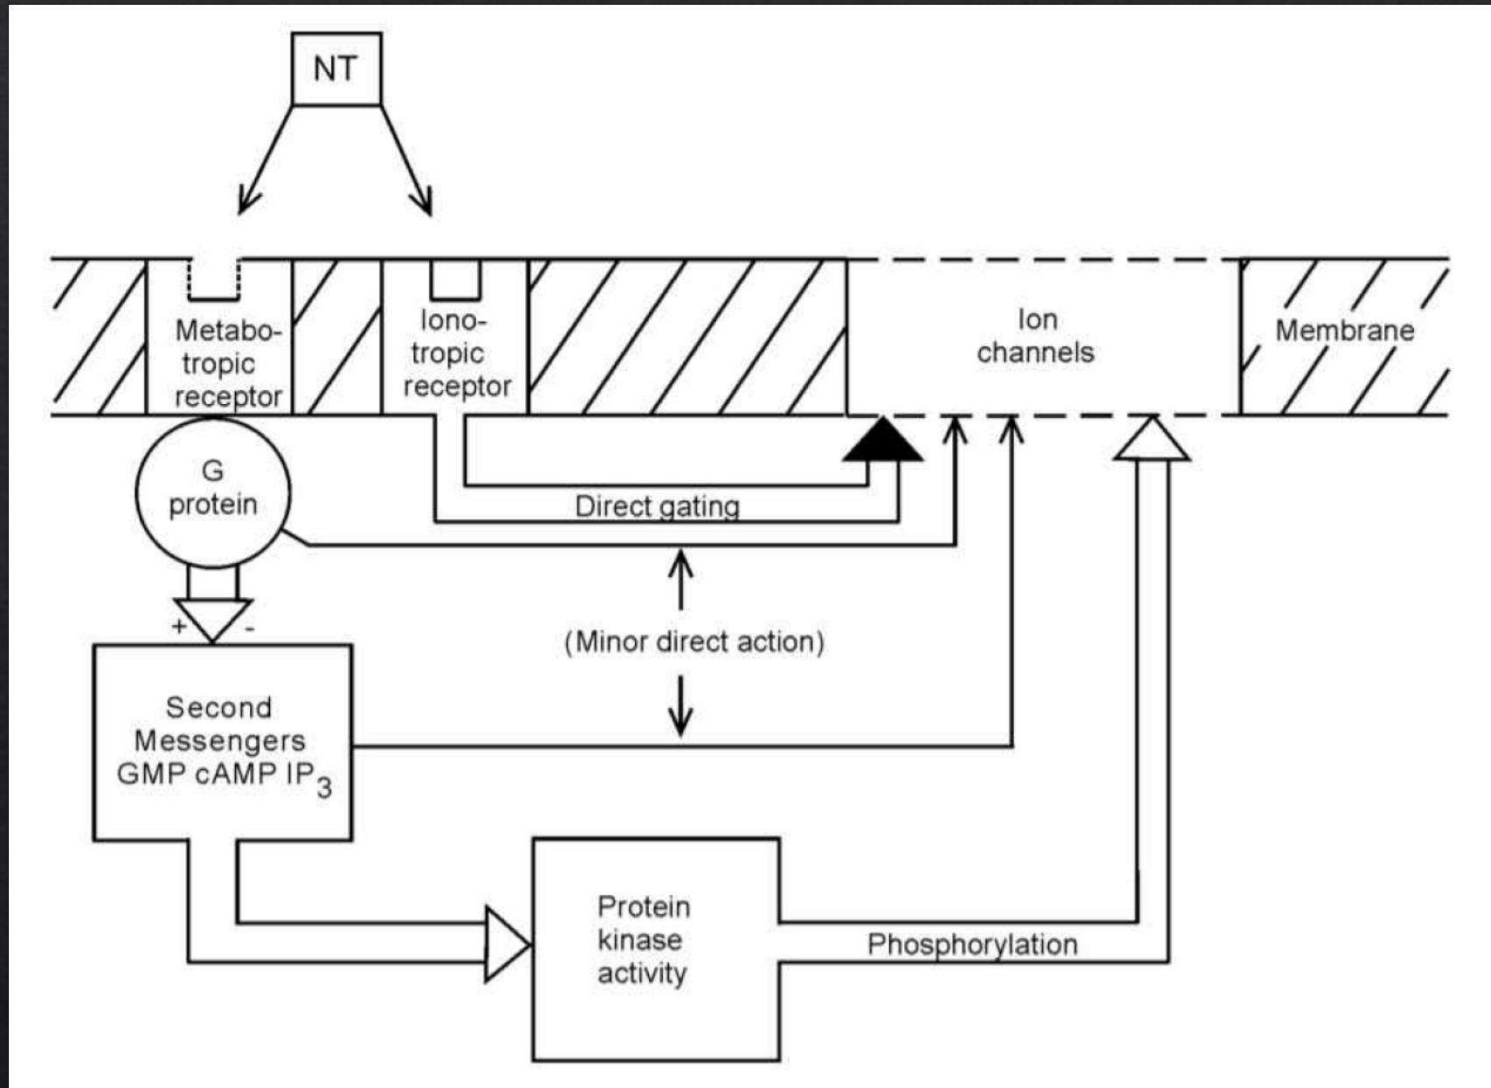 NT
Metabo-
tropic
receptor
Iono-
tropic
receptor
Ion
channels
Membrane
G
protein
Direct gating
+ -
(Minor direct action)
Second
Messengers
GMP cAMP IP3
Protein
kinase
activity
Phosphorylation